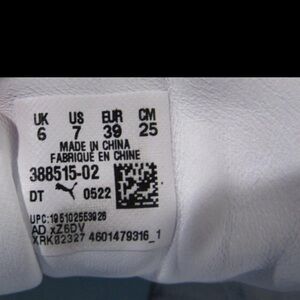 UK US EUR CM
6 7 39 25
MADE IN CHINA
FABRIQUÉ EN CHINE
388515-02
DT 0522
UPC:195102553926
AD xZ6DV
XRK02327 4601479316_1